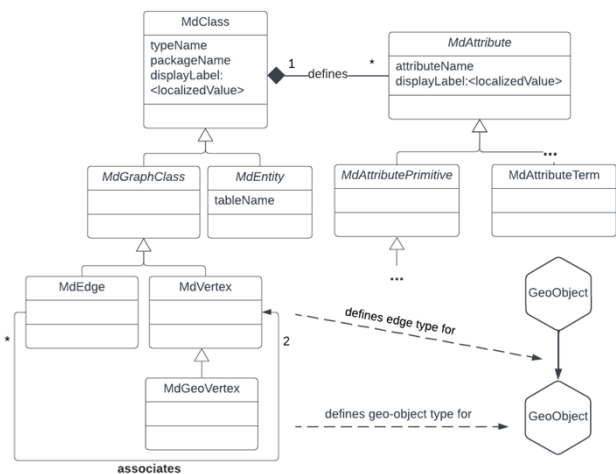 MdClass
typeName
packageName
displayLabel:
<localizedValue>
1
defines
*
MdAttribute
attributeName
displayLabel:<localizedValue>
...
MdGraphClass
MdEntity
tableName
MdAttributePrimitive
MdAttributeTerm
...
MdEdge
MdVertex
GeoObject
*
2
defines edge type for
MdGeoVertex
defines geo-object type for
GeoObject
associates